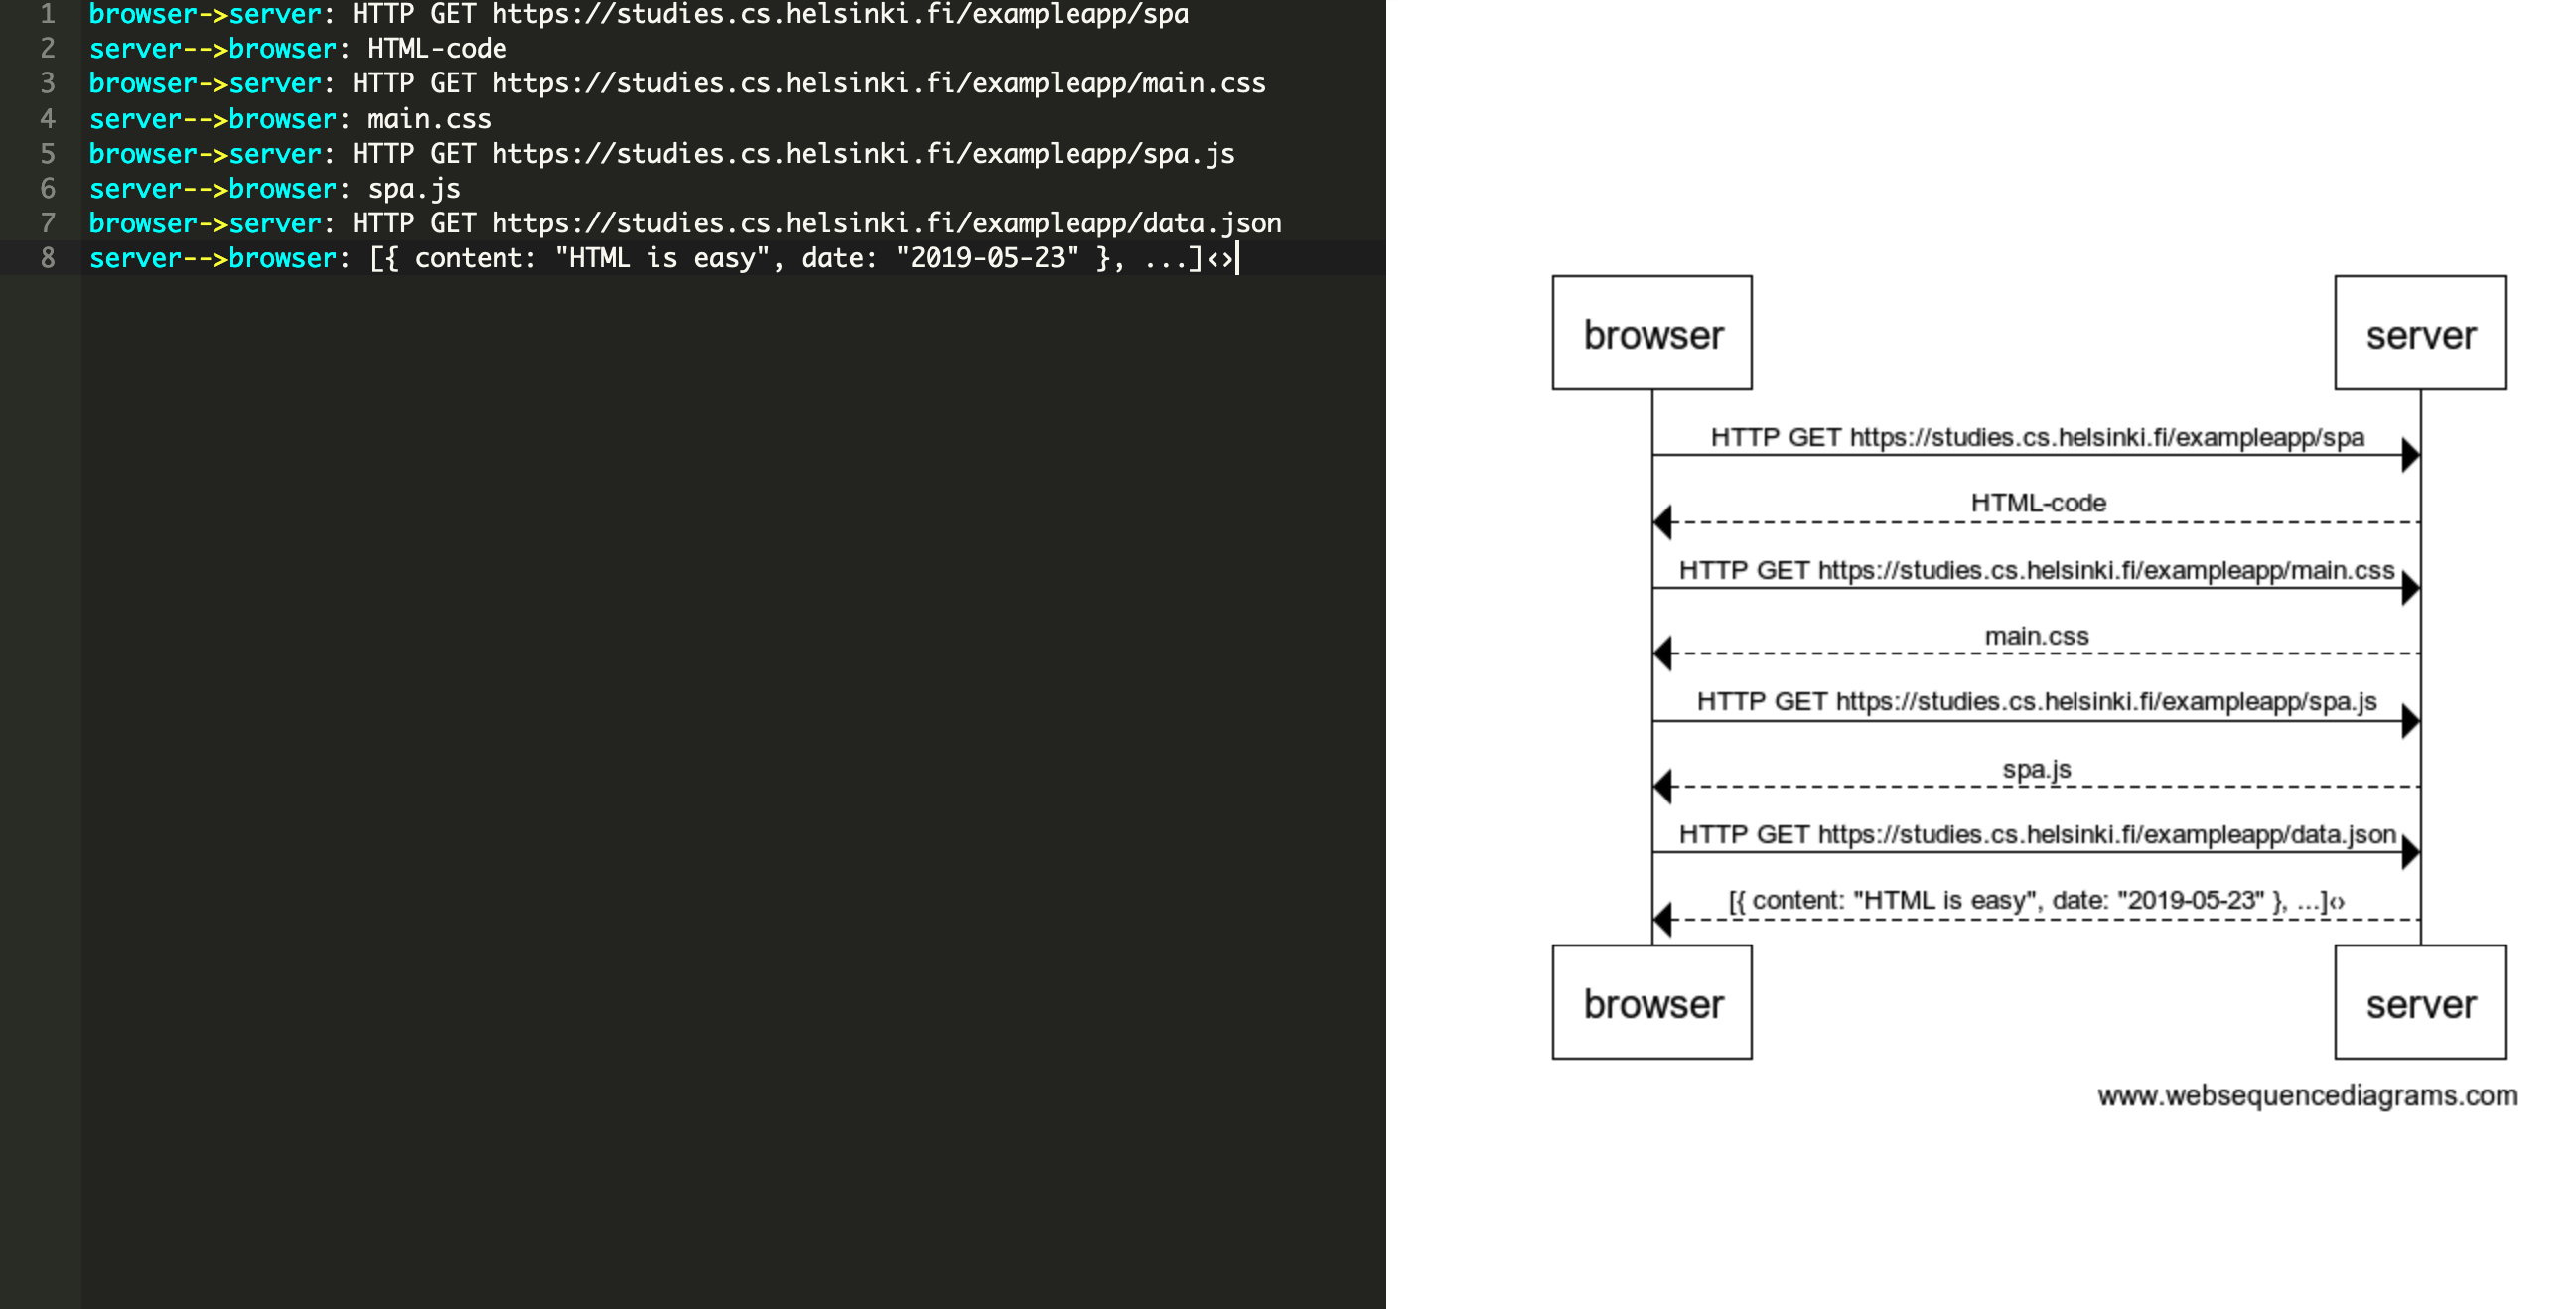 1 browser->server: HTTP GET https://studies.cs.helsinki.fi/exampleapp/spa
2 server-->browser: HTML-code
3 browser->server: HTTP GET https://studies.cs.helsinki.fi/exampleapp/main.css
4 server-->browser: main.css
5 browser->server: HTTP GET https://studies.cs.helsinki.fi/exampleapp/spa.js
6 server-->browser: spa.js
7 browser->server: HTTP GET https://studies.cs.helsinki.fi/exampleapp/data.json
8 server-->browser: [{ content: "HTML is easy", date: "2019-05-23" }, ...]‹›
browser server
HTTP GET https://studies.cs.helsinki.fi/exampleapp/spa
HTML-code
HTTP GET https://studies.cs.helsinki.fi/exampleapp/main.css
main.css
HTTP GET https://studies.cs.helsinki.fi/exampleapp/spa.js
spa.js
HTTP GET https://studies.cs.helsinki.fi/exampleapp/data.json
[{ content: "HTML is easy", date: "2019-05-23" }, ...]‹›
browser server
www.websequencediagrams.com